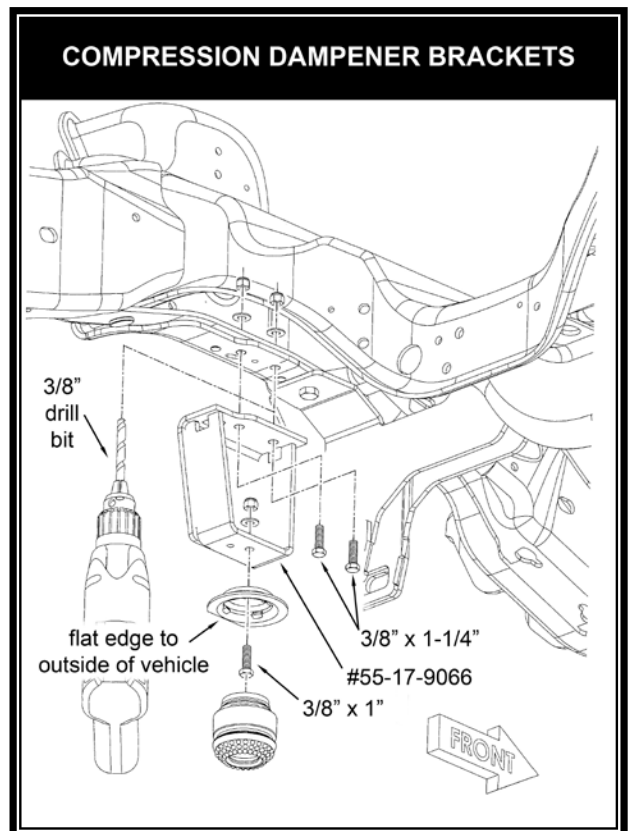 COMPRESSION DAMPENER BRACKETS
3/8"
drill
bit
flat edge to
outside of vehicle
3/8" x 1-1/4"
#55-17-9066
3/8" x 1"
FRONT